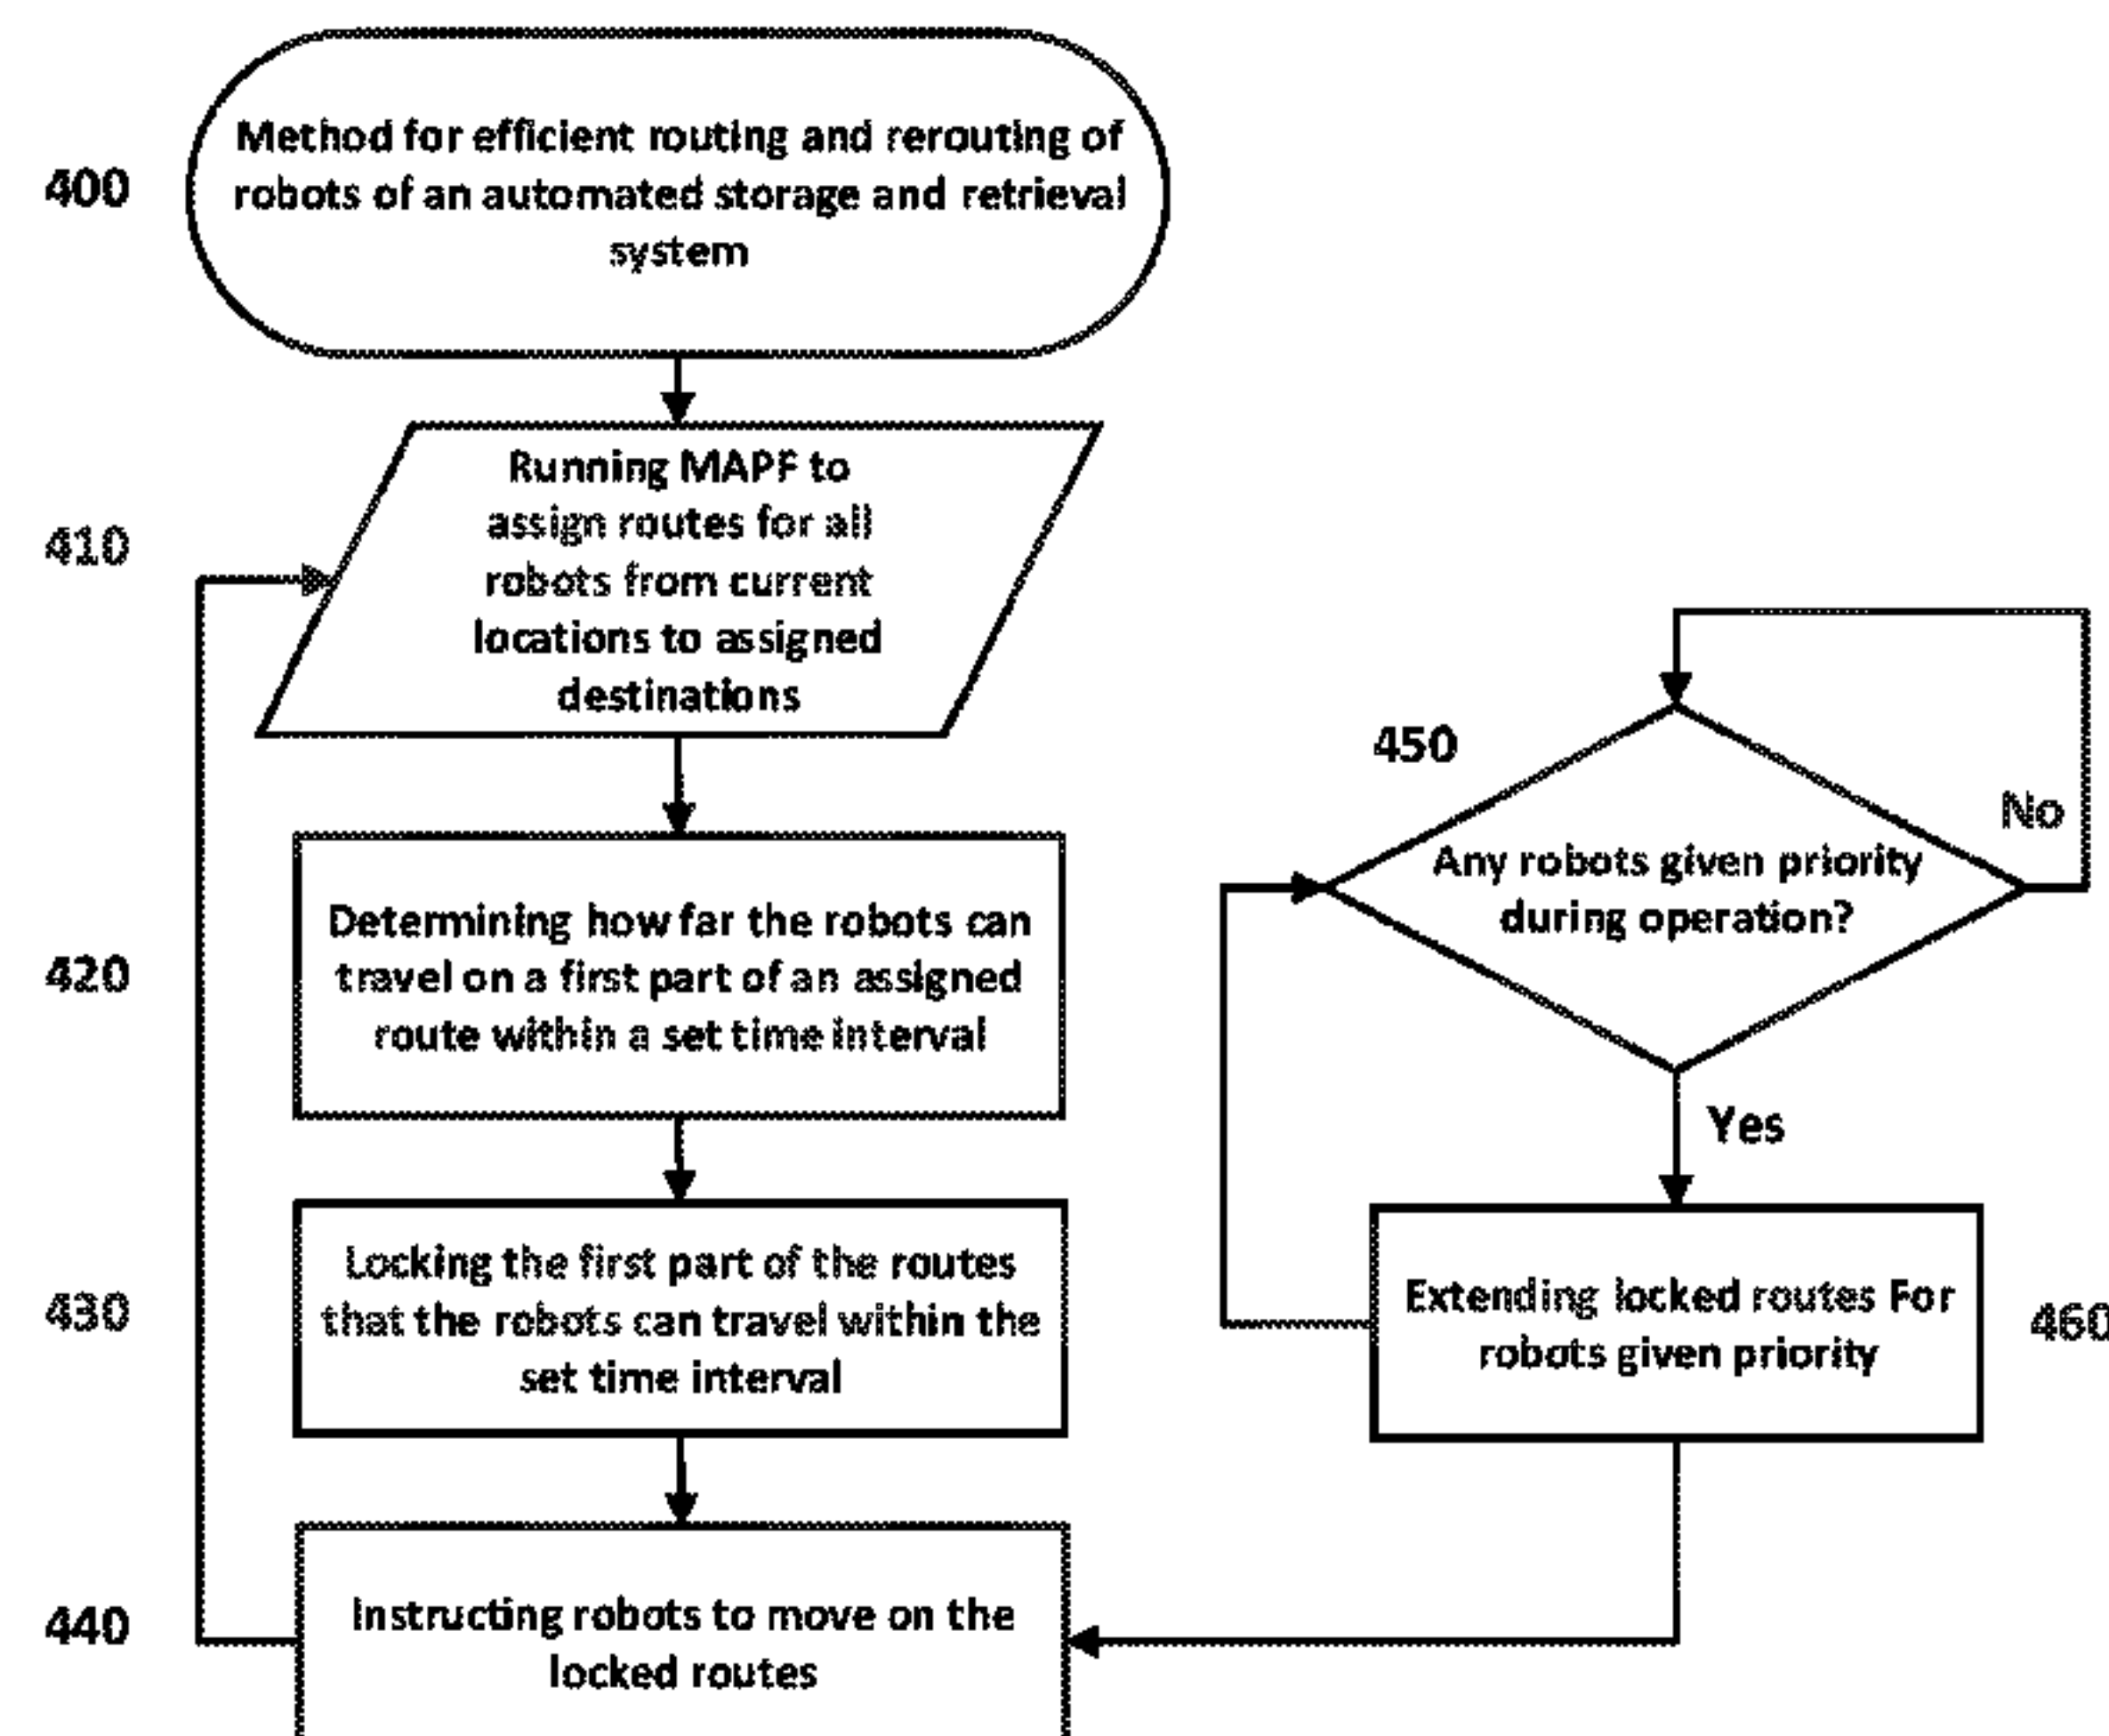 400
Method for efficient routing and rerouting of
robots of an automated storage and retrieval
system
410
Running MAPF to
assign routes for all
robots from current
locations to assigned
destinations
420
Determining how far the robots can
travel on a first part of an assigned
route within a set time interval
430
Locking the first part of the routes
that the robots can travel within the
set time interval
440
Instructing robots to move on the
locked routes
450
No
Any robots given priority
during operation?
Yes
Extending locked routes For
robots given priority
460